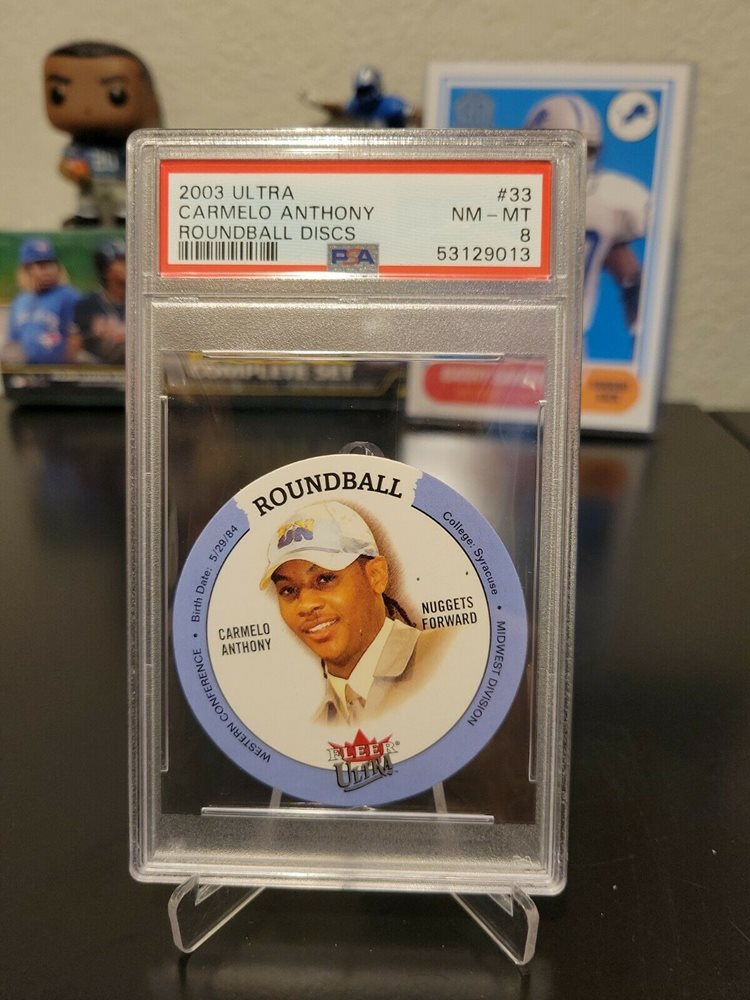 2003 ULTRA #33
CARMELO ANTHONY NM - MT
ROUNDBALL DISCS 8
PSA 53129013
COMPLETE SET
ROUNDBALL
Birth Date: 5/29/84
College: Syracuse
CARMELO
ANTHONY
NUGGETS
FORWARD
WESTERN CONFERENCE
MIDWEST DIVISION
FLEER®
ULTRA™